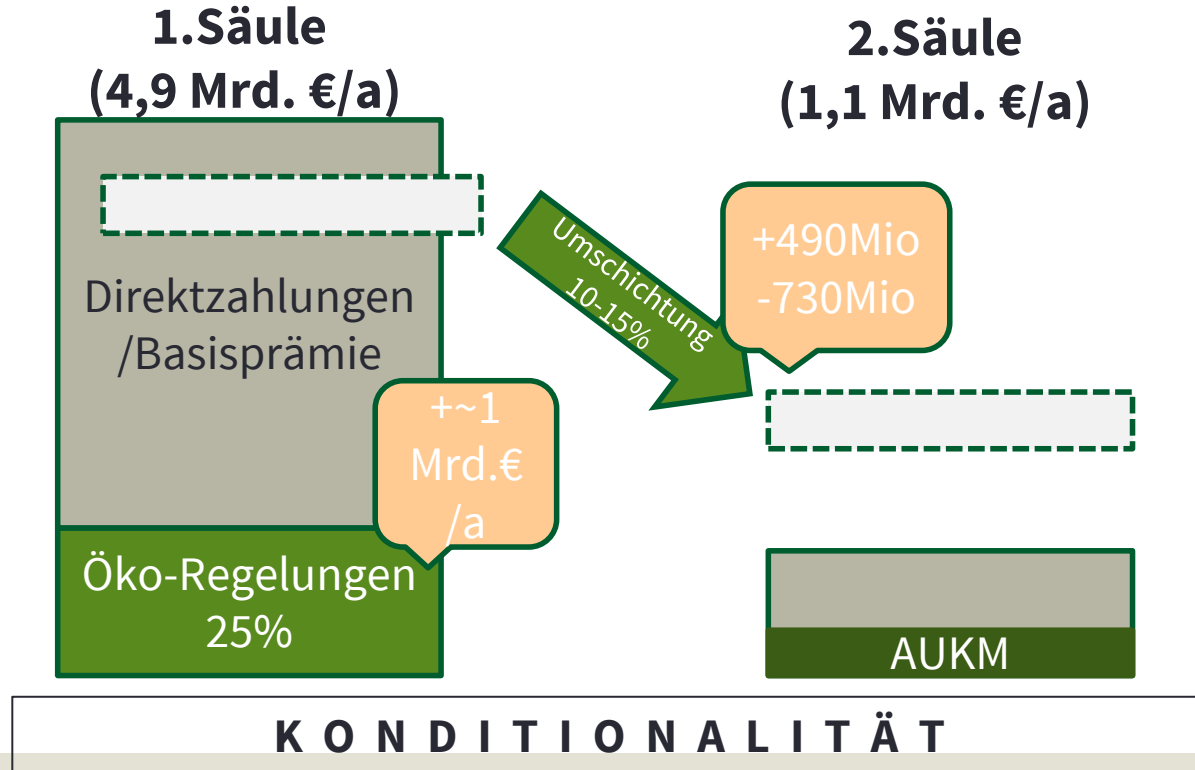 1.Säule
(4,9 Mrd. €/a)
2.Säule
(1,1 Mrd. €/a)
Umschichtung
10-15%
+490Mio
-730Mio
Direktzahlungen
/Basisprämie
+~1
Mrd.€
/a
Öko-Regelungen
25%
AUKM
KONDITIONALITÄT